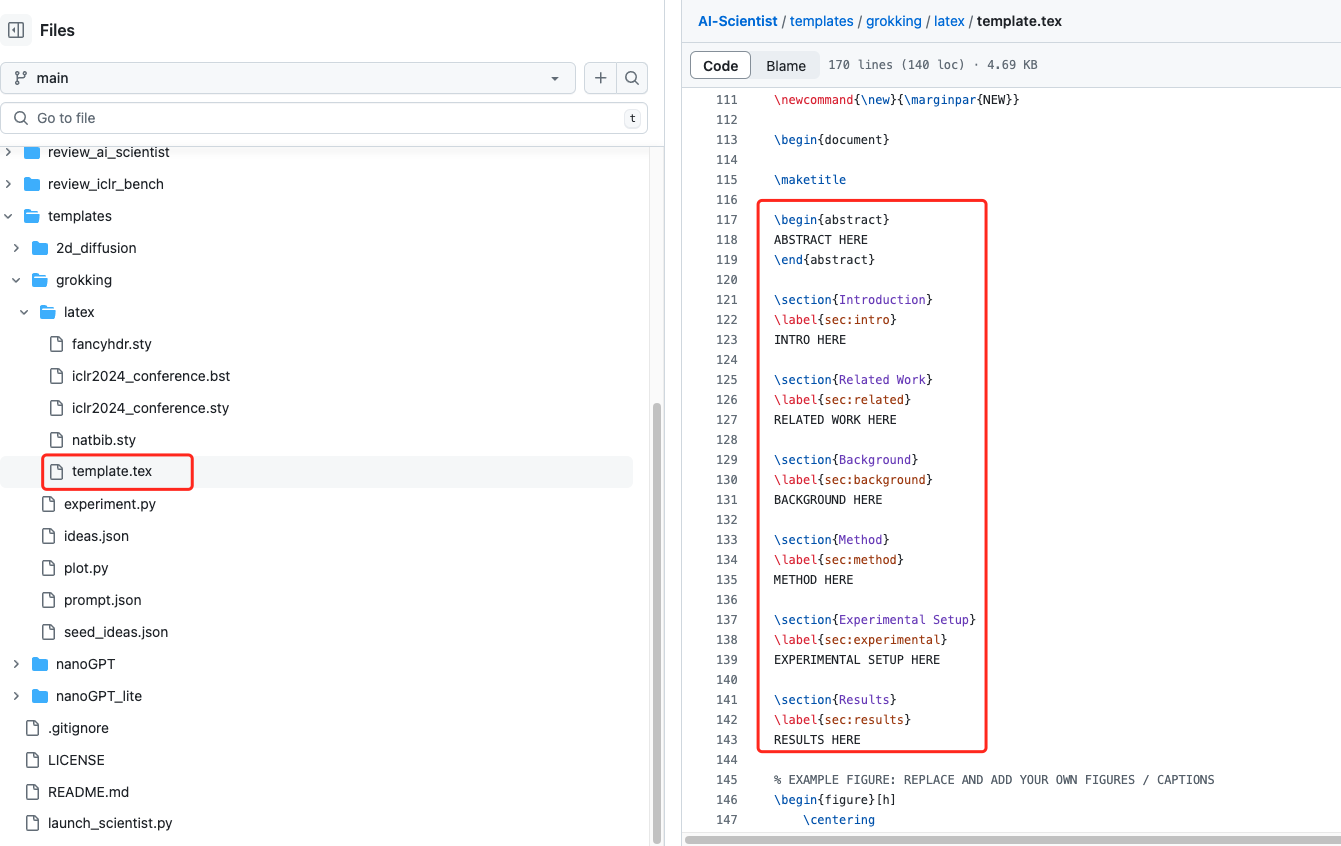 Files
main
Go to file
t
review_ai_scientist
review_iclr_bench
templates
2d_diffusion
grokking
latex
fancyhdr.sty
iclr2024_conference.bst
iclr2024_conference.sty
natbib.sty
template.tex
experiment.py
ideas.json
plot.py
prompt.json
seed_ideas.json
nanoGPT
nanoGPT_lite
.gitignore
LICENSE
README.md
launch_scientist.py
AI-Scientist / templates / grokking / latex / template.tex
Code Blame 170 lines (140 loc) · 4.69 KB
111 \newcommand{\new}{\marginpar{NEW}}
112
113 \begin{document}
114
115 \maketitle
116
117 \begin{abstract}
118 ABSTRACT HERE
119 \end{abstract}
120
121 \section{Introduction}
122 \label{sec:intro}
123 INTRO HERE
124
125 \section{Related Work}
126 \label{sec:related}
127 RELATED WORK HERE
128
129 \section{Background}
130 \label{sec:background}
131 BACKGROUND HERE
132
133 \section{Method}
134 \label{sec:method}
135 METHOD HERE
136
137 \section{Experimental Setup}
138 \label{sec:experimental}
139 EXPERIMENTAL SETUP HERE
140
141 \section{Results}
142 \label{sec:results}
143 RESULTS HERE
144
145 % EXAMPLE FIGURE: REPLACE AND ADD YOUR OWN FIGURES / CAPTIONS
146 \begin{figure}[h]
147 \centering